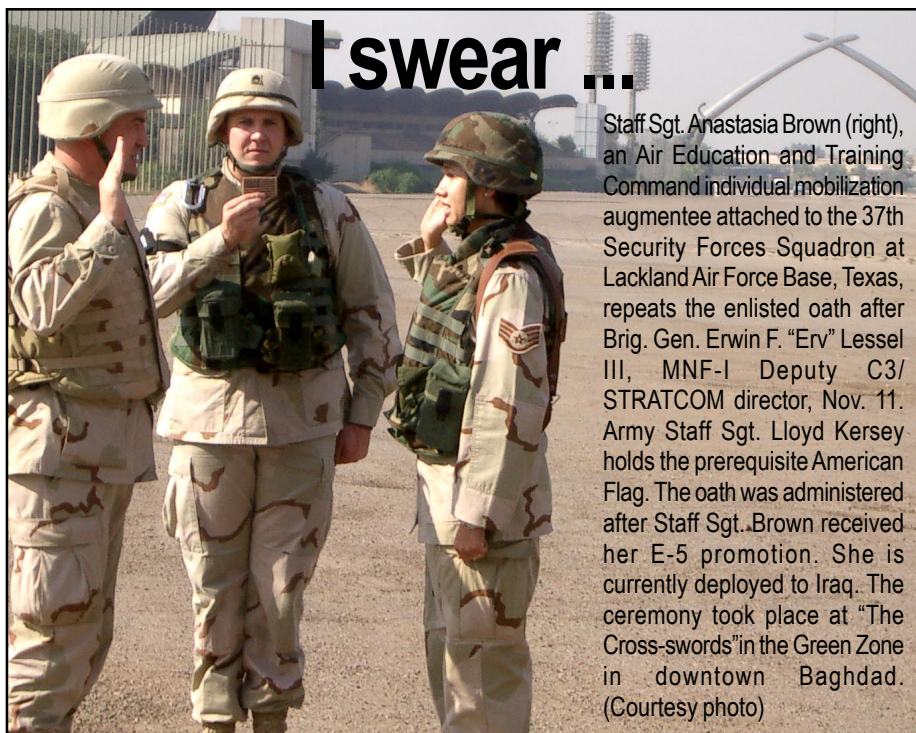 I swear ...
Staff Sgt. Anastasia Brown (right),
an Air Education and Training
Command individual mobilization
augmentee attached to the 37th
Security Forces Squadron at
Lackland Air Force Base, Texas,
repeats the enlisted oath after
Brig. Gen. Erwin F. “Erv” Lessel
III, MNF-I Deputy C3/
STRATCOM director, Nov. 11.
Army Staff Sgt. Lloyd Kersey
holds the prerequisite American
Flag. The oath was administered
after Staff Sgt. Brown received
her E-5 promotion. She is
currently deployed to Iraq. The
ceremony took place at “The
Cross-swords”in the Green Zone
in downtown Baghdad.
(Courtesy photo)